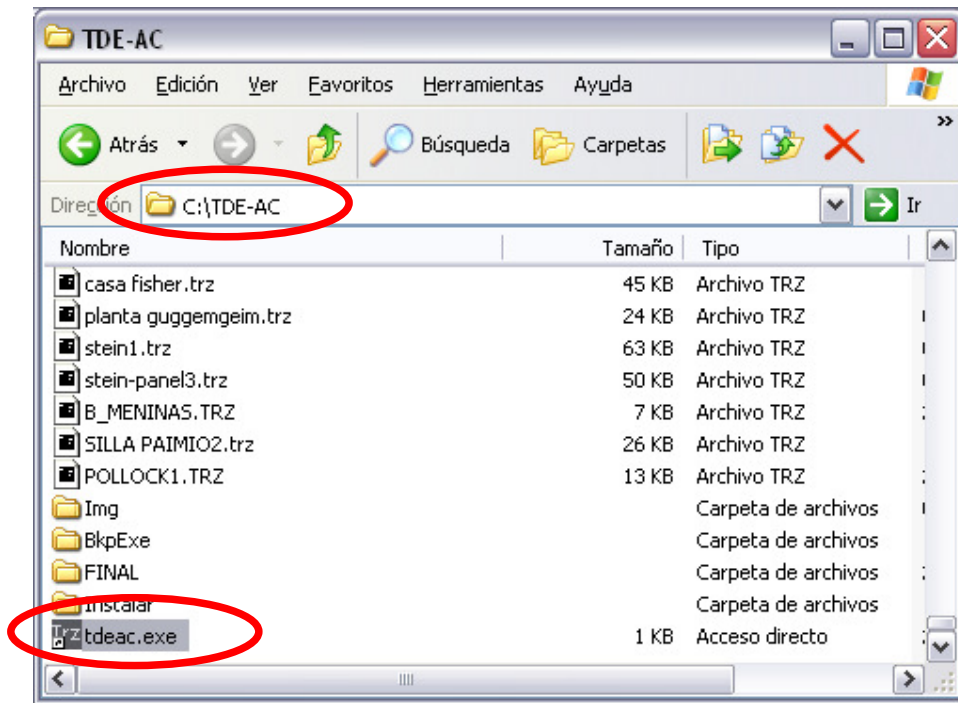 TDE-AC
Archivo Edición Ver Favoritos Herramientas Ayuda
Atrás Búsqueda Carpetas »
Dirección C:\TDE-AC Ir
Nombre Tamaño Tipo
casa fisher.trz 45 KB Archivo TRZ
planta guggemgeim.trz 24 KB Archivo TRZ
stein1.trz 63 KB Archivo TRZ
stein-panel3.trz 50 KB Archivo TRZ
B_MENINAS.TRZ 7 KB Archivo TRZ
SILLA PAIMIO2.trz 26 KB Archivo TRZ
POLLOCK1.TRZ 13 KB Archivo TRZ
Img Carpeta de archivos
BkpExe Carpeta de archivos
FINAL Carpeta de archivos
Instalar Carpeta de archivos
Trz tdeac.exe 1 KB Acceso directo